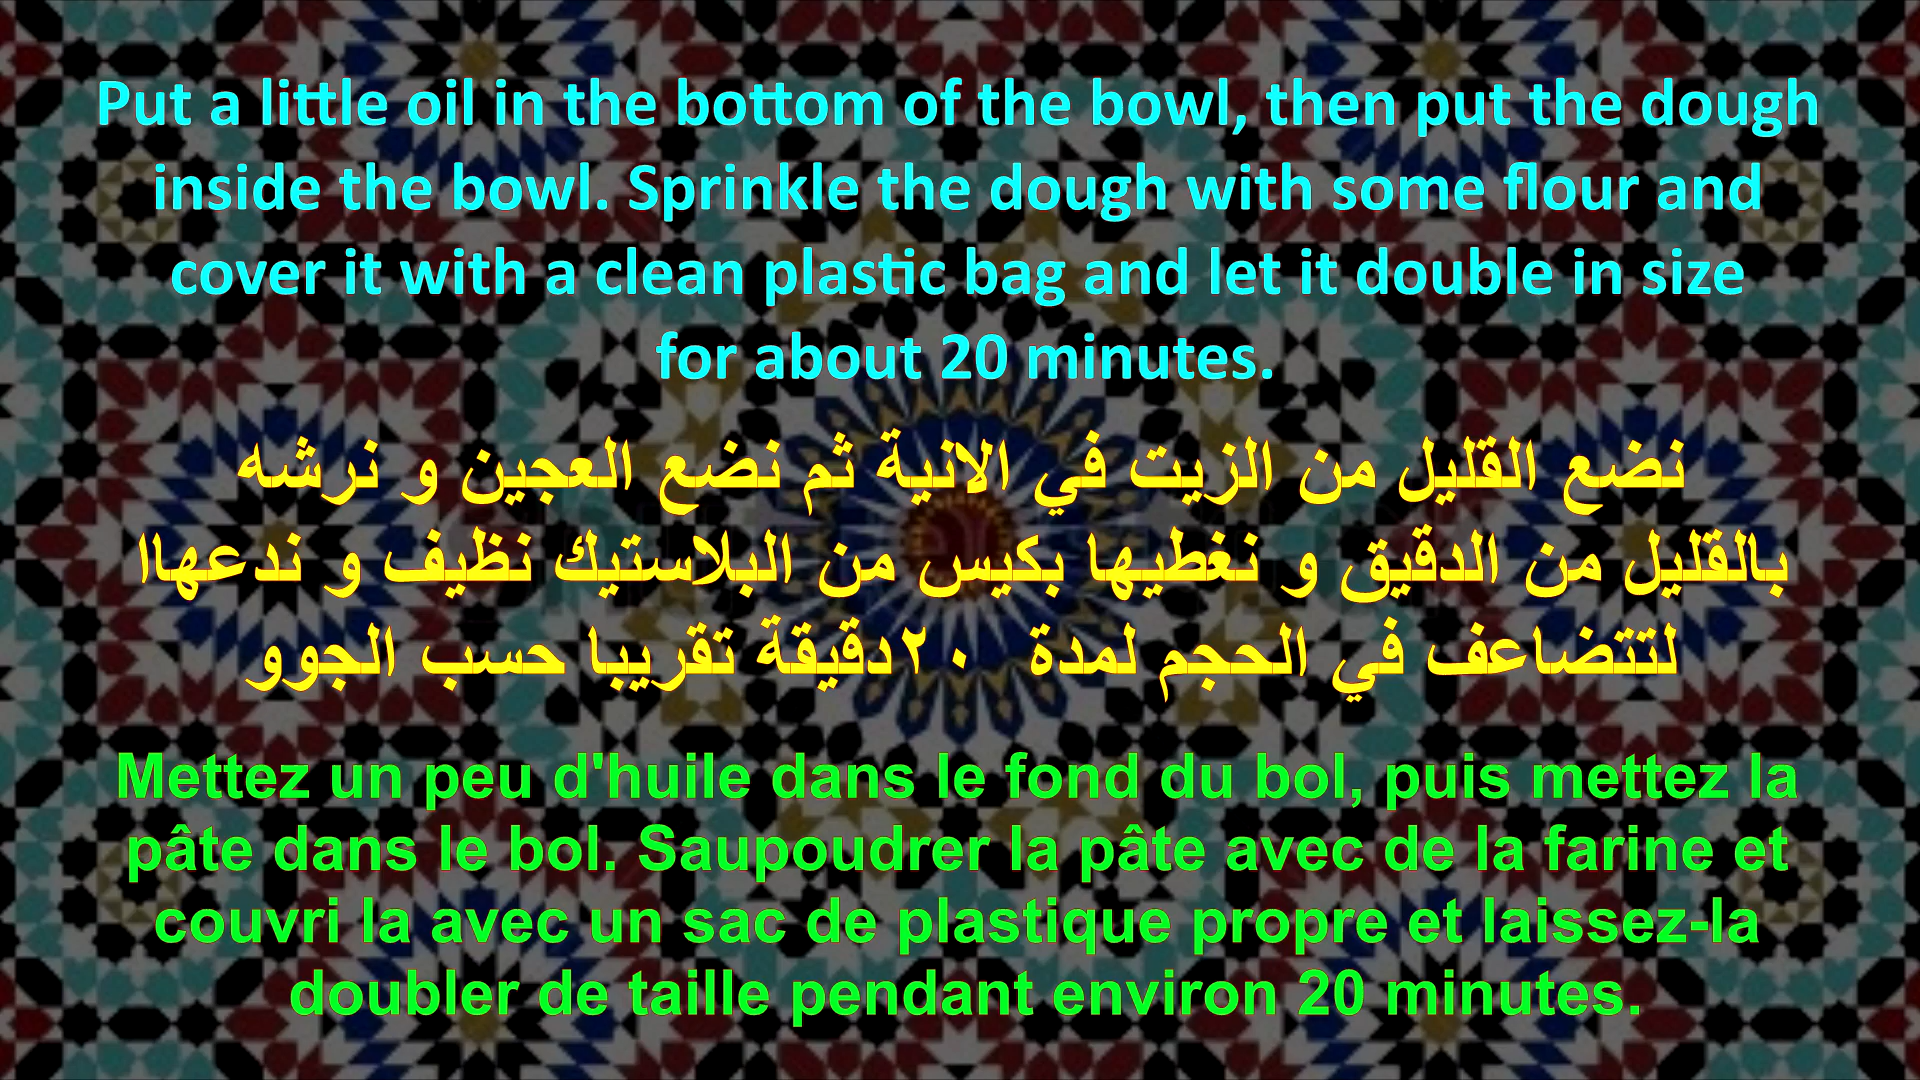 Put a little oil in the bottom of the bowl, then put the dough
inside the bowl. Sprinkle the dough with some flour and
cover it with a clean plastic bag and let it double in size
for about 20 minutes.
نضع القليل من الزيت في الانية ثم نضع العجين و نرشه
بالقليل من الدقيق و نغطيها بكيس من البلاستيك نظيف و ندعهاا
لتتضاعف في الحجم لمدة ٢٠دقيقة تقريبا حسب الجوو
Mettez un peu d'huile dans le fond du bol, puis mettez la
pâte dans le bol. Saupoudrer la pâte avec de la farine et
couvri la avec un sac de plastique propre et laissez-la
doubler de taille pendant environ 20 minutes.